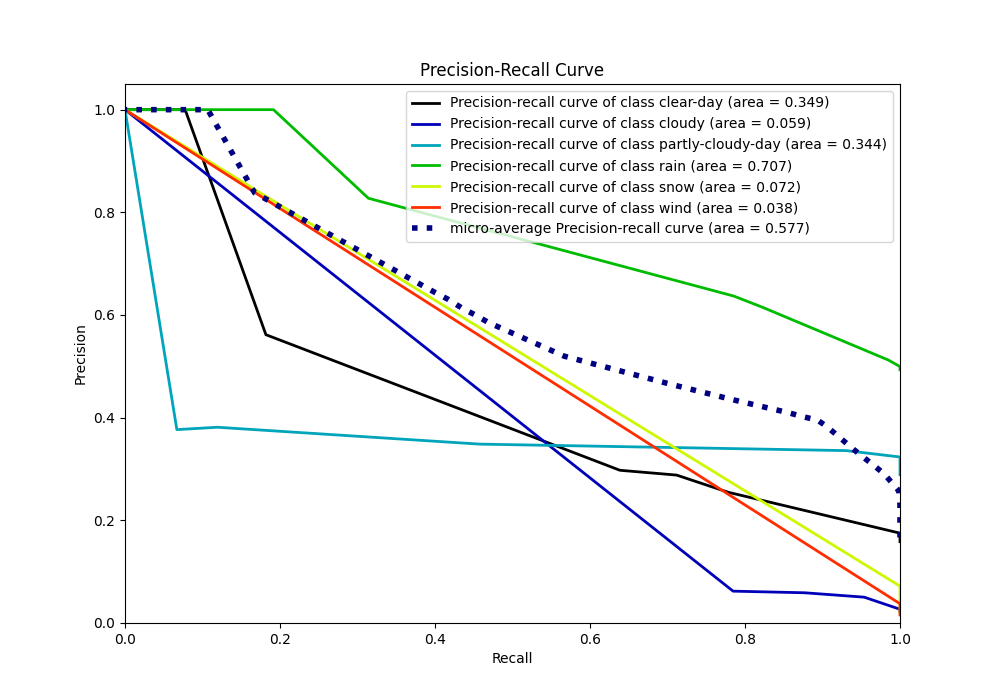 Precision-Recall Curve
1.0
0.8
0.6
0.4
0.2
0.0
Precision
Precision-recall curve of class clear-day (area = 0.349)
Precision-recall curve of class cloudy (area = 0.059)
Precision-recall curve of class partly-cloudy-day (area = 0.344)
Precision-recall curve of class rain (area = 0.707)
Precision-recall curve of class snow (area = 0.072)
Precision-recall curve of class wind (area = 0.038)
micro-average Precision-recall curve (area = 0.577)
0.0 0.2 0.4 0.6 0.8 1.0
Recall